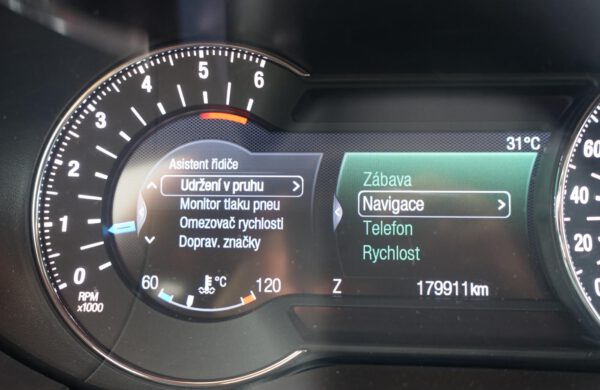 0
1
2
3
4
5
6
RPM
x1000
Asistent řidiče
Udržení v pruhu
Monitor tlaku pneu
Omezovač rychlosti
Doprav. značky
60 °C 120
31°C
Zábava
Navigace
Telefon
Rychlost
Z 179911km
60
40
20
0